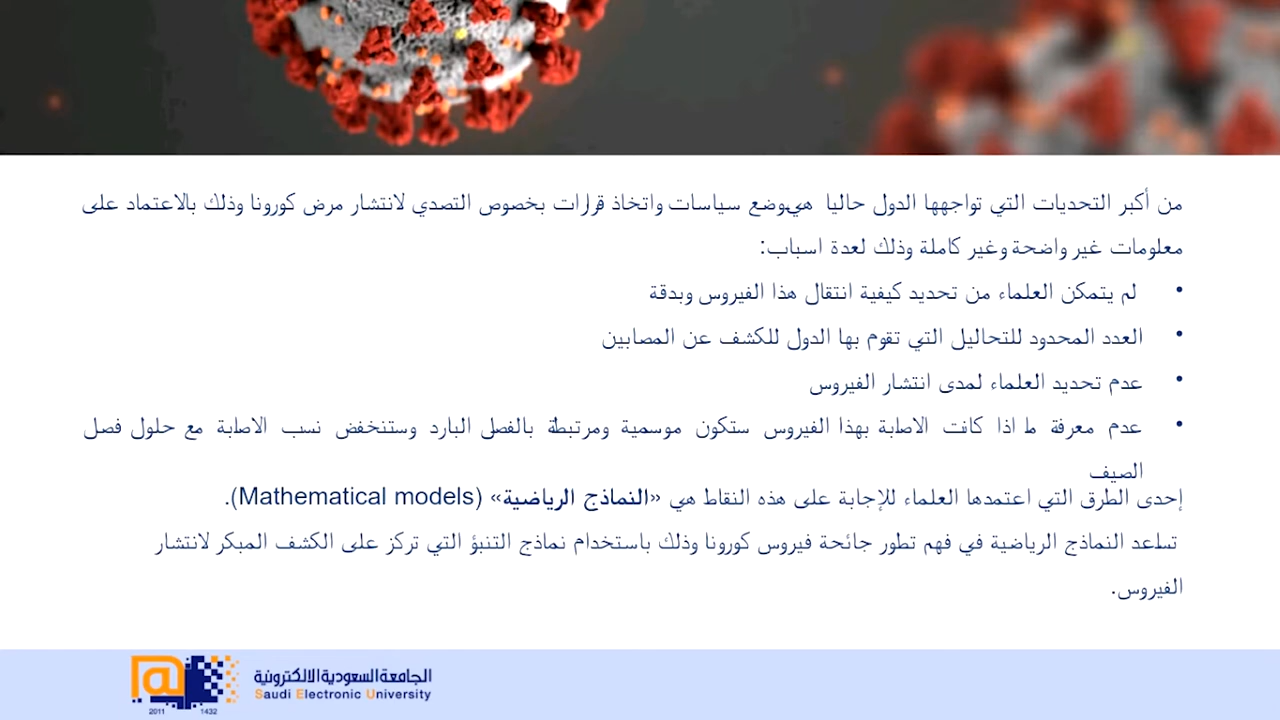 من أكبر التحديات التي تواجهها الدول حاليا هي وضع سياسات واتخاذ قرارات بخصوص التصدي لانتشار مرض كورونا وذلك بالاعتماد على
معلومات غير واضحة وغير كاملة وذلك لعدة اسباب:
• لم يتمكن العلماء من تحديد كيفية انتقال هذا الفيروس وبدقة
• العدد المحدود للتحاليل التي تقوم بها الدول للكشف عن المصابين
• عدم تحديد العلماء لمدى انتشار الفيروس
• عدم معرفة ما اذا كانت الاصابة بهذا الفيروس ستكون موسمية ومرتبطة بالفصل البارد وستنخفض نسب الاصابة مع حلول فصل
الصيف
إحدى الطرق التي اعتمدها العلماء للإجابة على هذه النقاط هي «النماذج الرياضية» (Mathematical models).
تساعد النماذج الرياضية في فهم تطور جائحة فيروس كورونا وذلك باستخدام نماذج التنبؤ التي تركز على الكشف المبكر لانتشار
الفيروس.
الجامعة السعودية الالكترونية
Saudi Electronic University
2011 1432